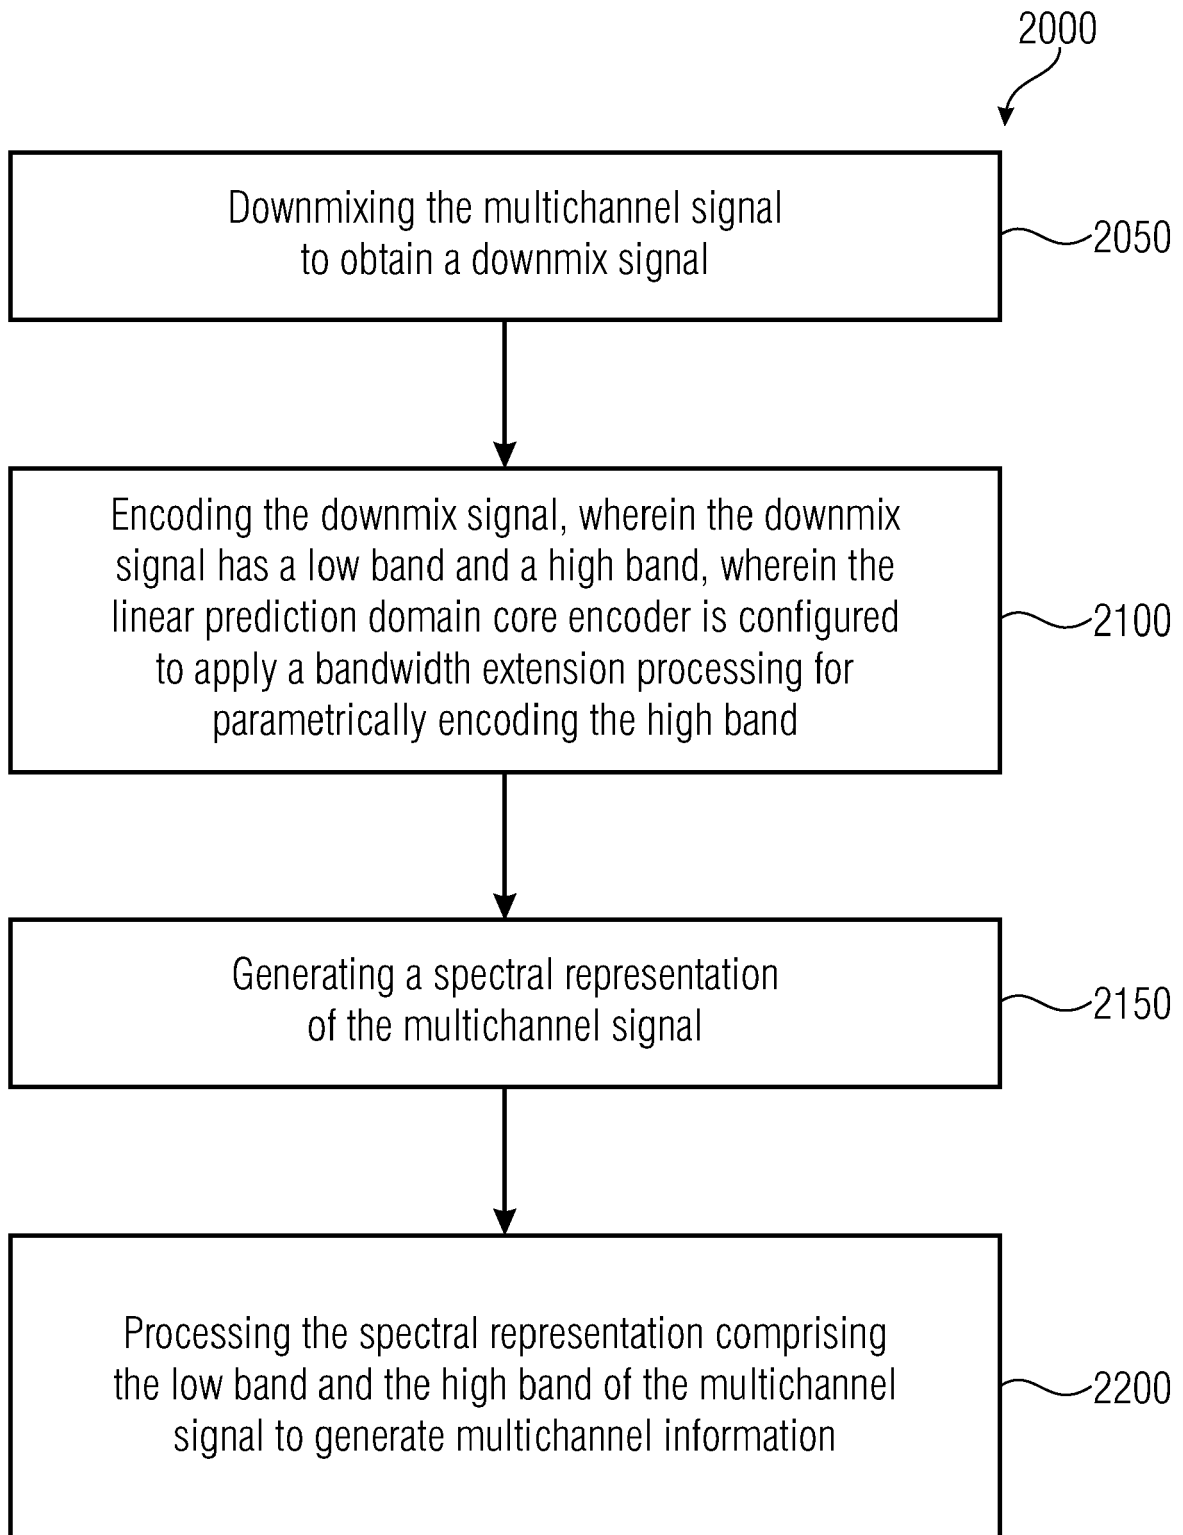 2000
Downmixing the multichannel signal
to obtain a downmix signal
2050
Encoding the downmix signal, wherein the downmix
signal has a low band and a high band, wherein the
linear prediction domain core encoder is configured
to apply a bandwidth extension processing for
parametrically encoding the high band
2100
Generating a spectral representation
of the multichannel signal
2150
Processing the spectral representation comprising
the low band and the high band of the multichannel
signal to generate multichannel information
2200